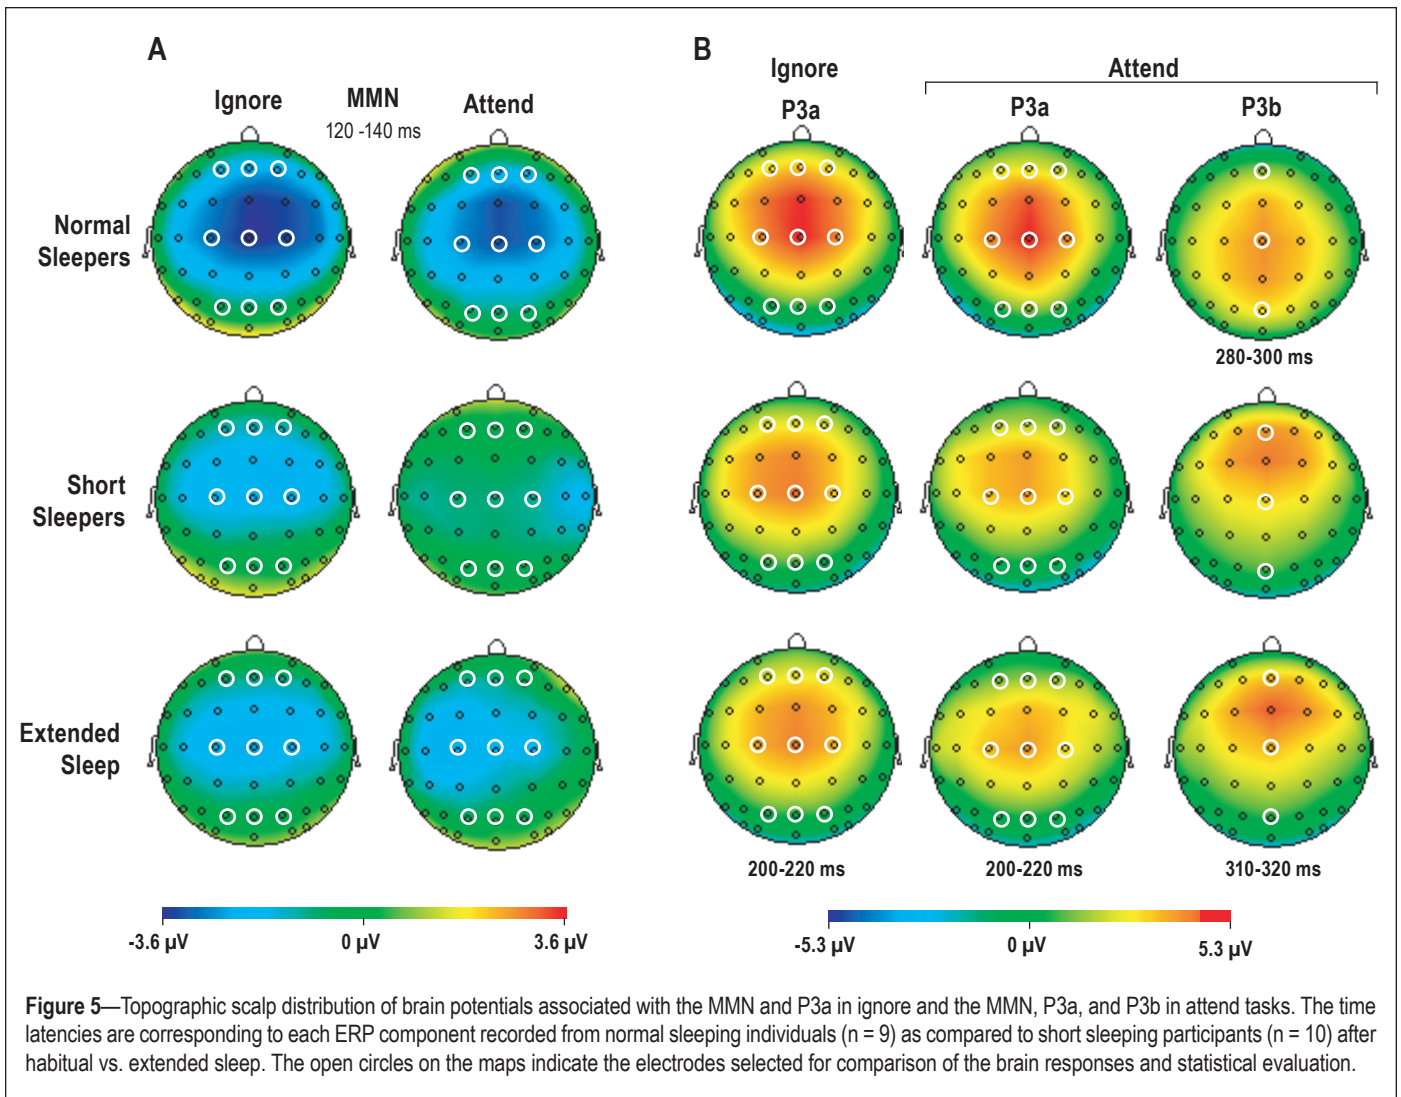 A
B
Ignore
MMN
120 -140 ms
Attend
Ignore
P3a
Attend
P3a
P3b
Normal
Sleepers
280-300 ms
Short
Sleepers
Extended
Sleep
200-220 ms
200-220 ms
310-320 ms
-3.6 µV
0 µV
3.6 µV
-5.3 µV
0 µV
5.3 µV
Figure 5—Topographic scalp distribution of brain potentials associated with the MMN and P3a in ignore and the MMN, P3a, and P3b in attend tasks. The time
latencies are corresponding to each ERP component recorded from normal sleeping individuals (n = 9) as compared to short sleeping participants (n = 10) after
habitual vs. extended sleep. The open circles on the maps indicate the electrodes selected for comparison of the brain responses and statistical evaluation.